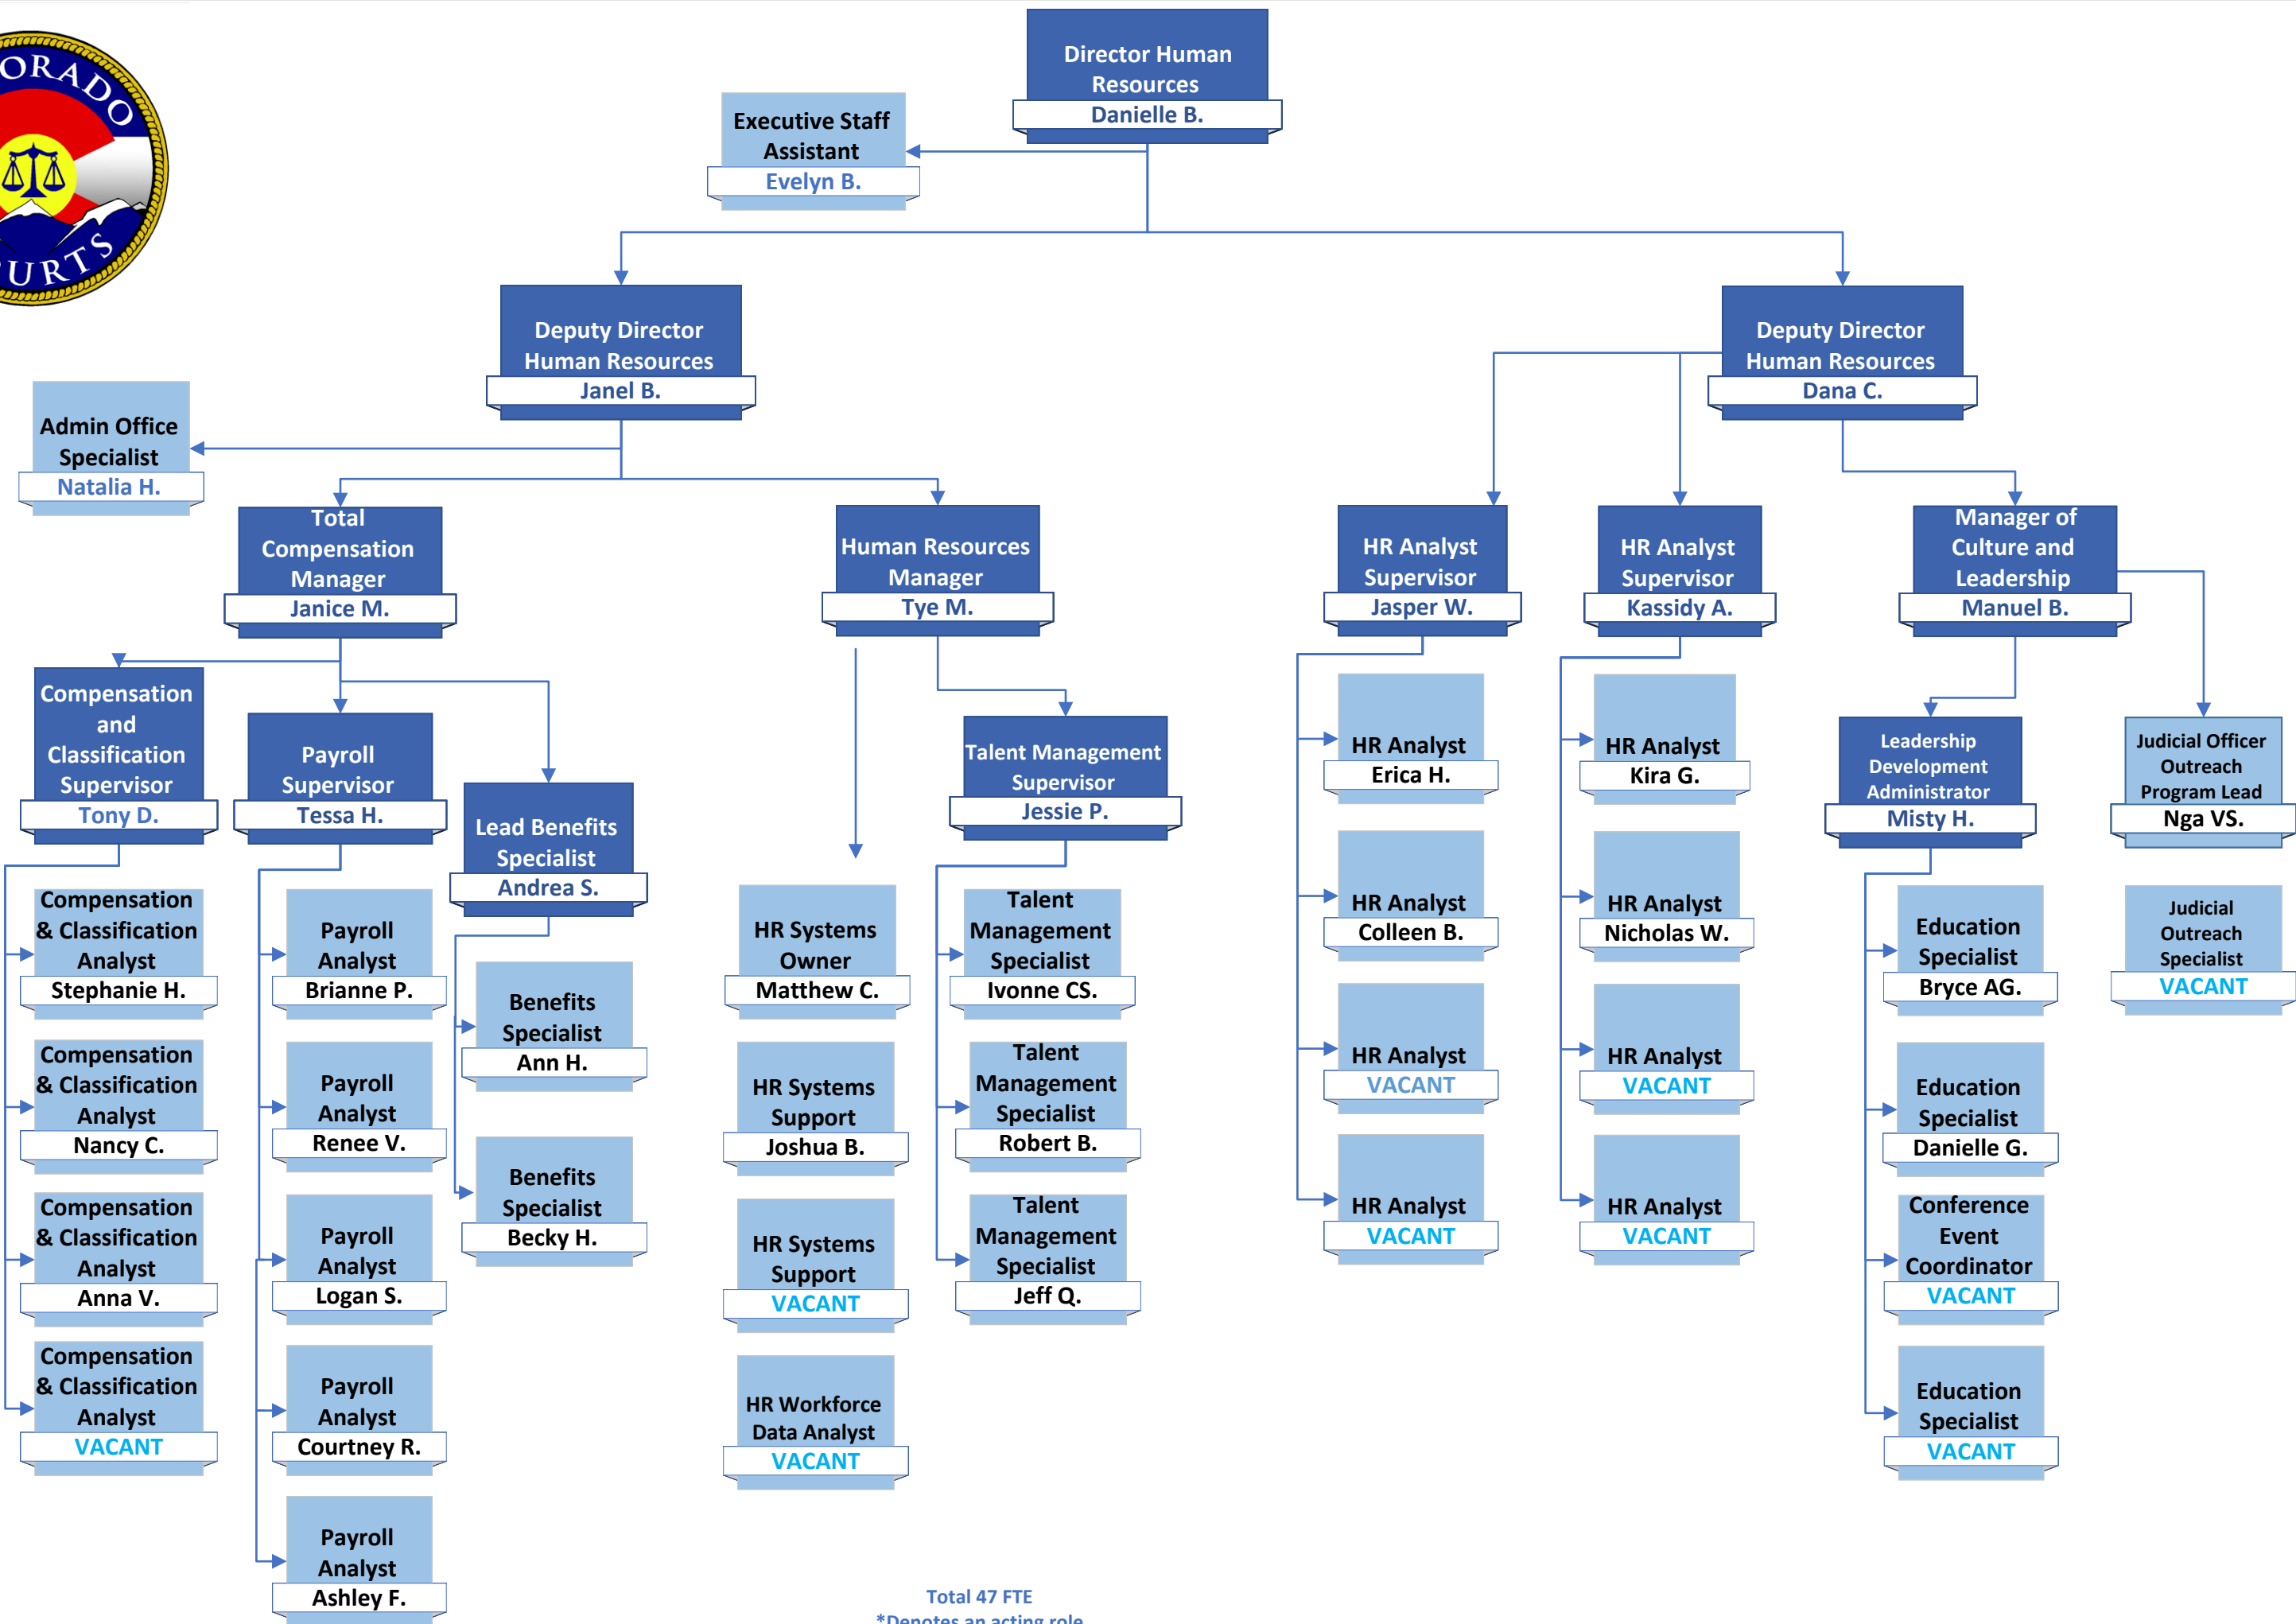 ORADO
URTS
Director Human
Resources
Danielle B.
Executive Staff
Assistant
Evelyn B.
Deputy Director
Human Resources
Janel B.
Deputy Director
Human Resources
Dana C.
Admin Office
Specialist
Natalia H.
Total
Compensation
Manager
Janice M.
Human Resources
Manager
Tye M.
HR Analyst
Supervisor
Jasper W.
HR Analyst
Supervisor
Kassidy A.
Manager of
Culture and
Leadership
Manuel B.
Compensation
and
Classification
Supervisor
Tony D.
Payroll
Supervisor
Tessa H.
Lead Benefits
Specialist
Andrea S.
Talent Management
Supervisor
Jessie P.
Leadership
Development
Administrator
Misty H.
Judicial Officer
Outreach
Program Lead
Nga VS.
Compensation
& Classification
Analyst
Stephanie H.
Compensation
& Classification
Analyst
Nancy C.
Compensation
& Classification
Analyst
Anna V.
Compensation
& Classification
Analyst
VACANT
Payroll
Analyst
Brianne P.
Payroll
Analyst
Renee V.
Payroll
Analyst
Logan S.
Payroll
Analyst
Courtney R.
Payroll
Analyst
Ashley F.
Benefits
Specialist
Ann H.
Benefits
Specialist
Becky H.
HR Systems
Owner
Matthew C.
HR Systems
Support
Joshua B.
HR Systems
Support
VACANT
HR Workforce
Data Analyst
VACANT
Talent
Management
Specialist
Ivonne CS.
Talent
Management
Specialist
Robert B.
Talent
Management
Specialist
Jeff Q.
HR Analyst
Erica H.
HR Analyst
Colleen B.
HR Analyst
VACANT
HR Analyst
VACANT
HR Analyst
Kira G.
HR Analyst
Nicholas W.
HR Analyst
VACANT
HR Analyst
VACANT
Education
Specialist
Bryce AG.
Education
Specialist
Danielle G.
Conference
Event
Coordinator
VACANT
Education
Specialist
VACANT
Judicial
Outreach
Specialist
VACANT
Total 47 FTE
*Denotes an acting role